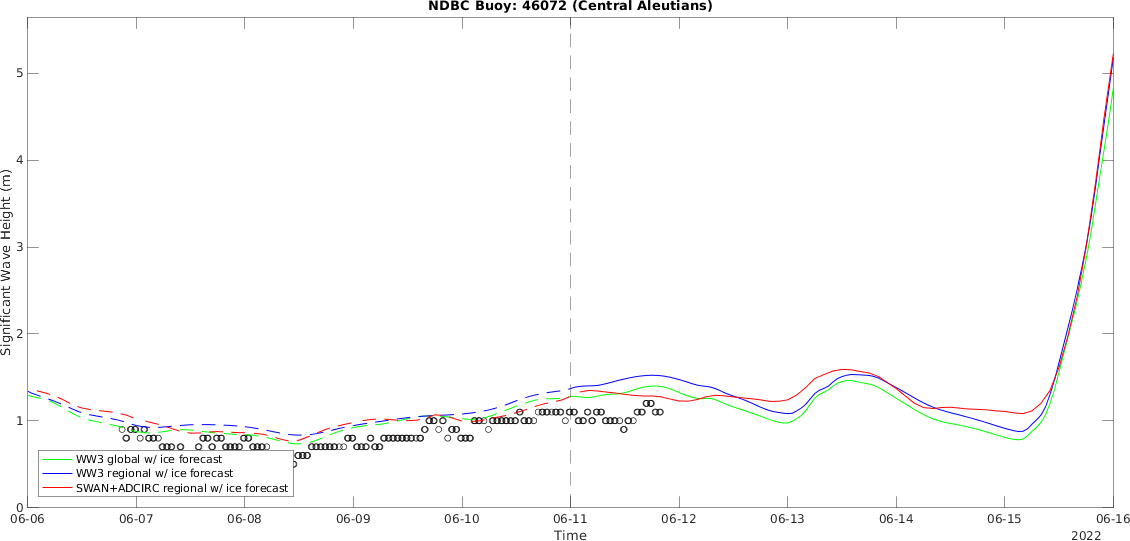 NDBC Buoy: 46072 (Central Aleutians)
Significant Wave Height (m)
5
4
3
2
1
0
WW3 global w/ ice forecast
WW3 regional w/ ice forecast
SWAN+ADCIRC regional w/ ice forecast
06-06 06-07 06-08 06-09 06-10 06-11 06-12 06-13 06-14 06-15 06-16
Time
2022